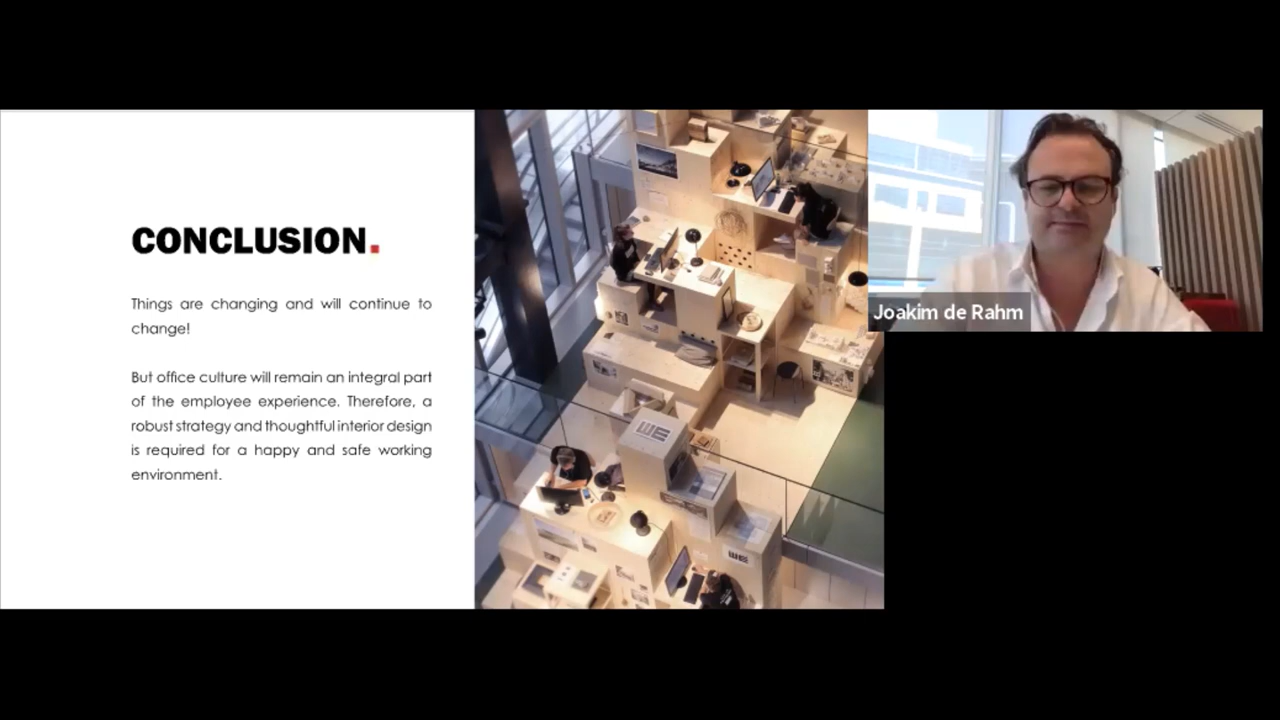 CONCLUSION.
Things are changing and will continue to
change!
But office culture will remain an integral part
of the employee experience. Therefore, a
robust strategy and thoughtful interior design
is required for a happy and safe working
environment.
WE
WE
Joakim de Rahm